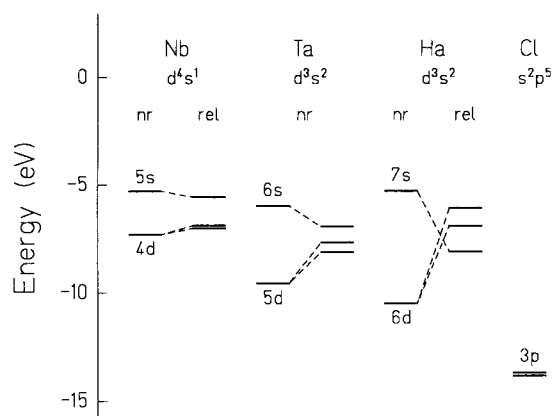 Nb Ta Ha Cl
d⁴s¹ d³s² d³s² s²p⁵
nr rel nr nr rel
0
5s 6s 7s
-5
4d 5d 6d
-10
3p
-15
Energy (eV)